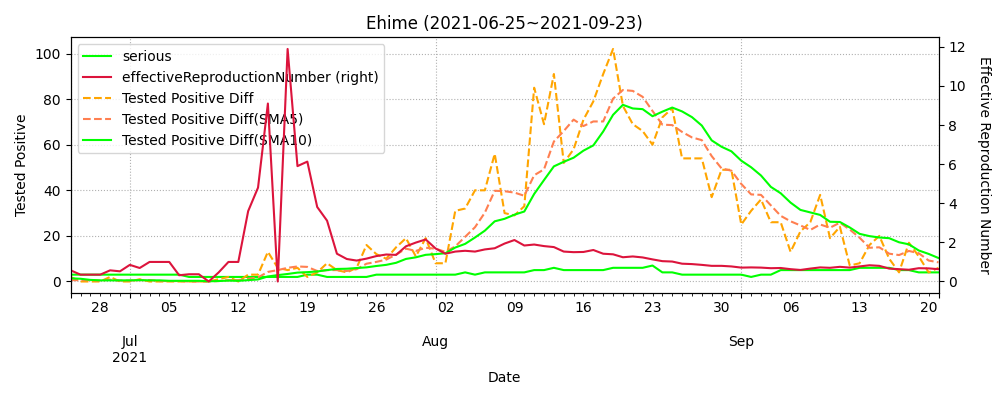 Ehime (2021-06-25~2021-09-23)
serious
effectiveReproductionNumber (right)
Tested Positive Diff
Tested Positive Diff(SMA5)
Tested Positive Diff(SMA10)
Tested Positive
100
80
60
40
20
0
Effective Reproduction Number
12
10
8
6
4
2
0
28 05 12 19 26 02 09 16 23 30 06 13 20
Jul Aug Sep
2021
Date